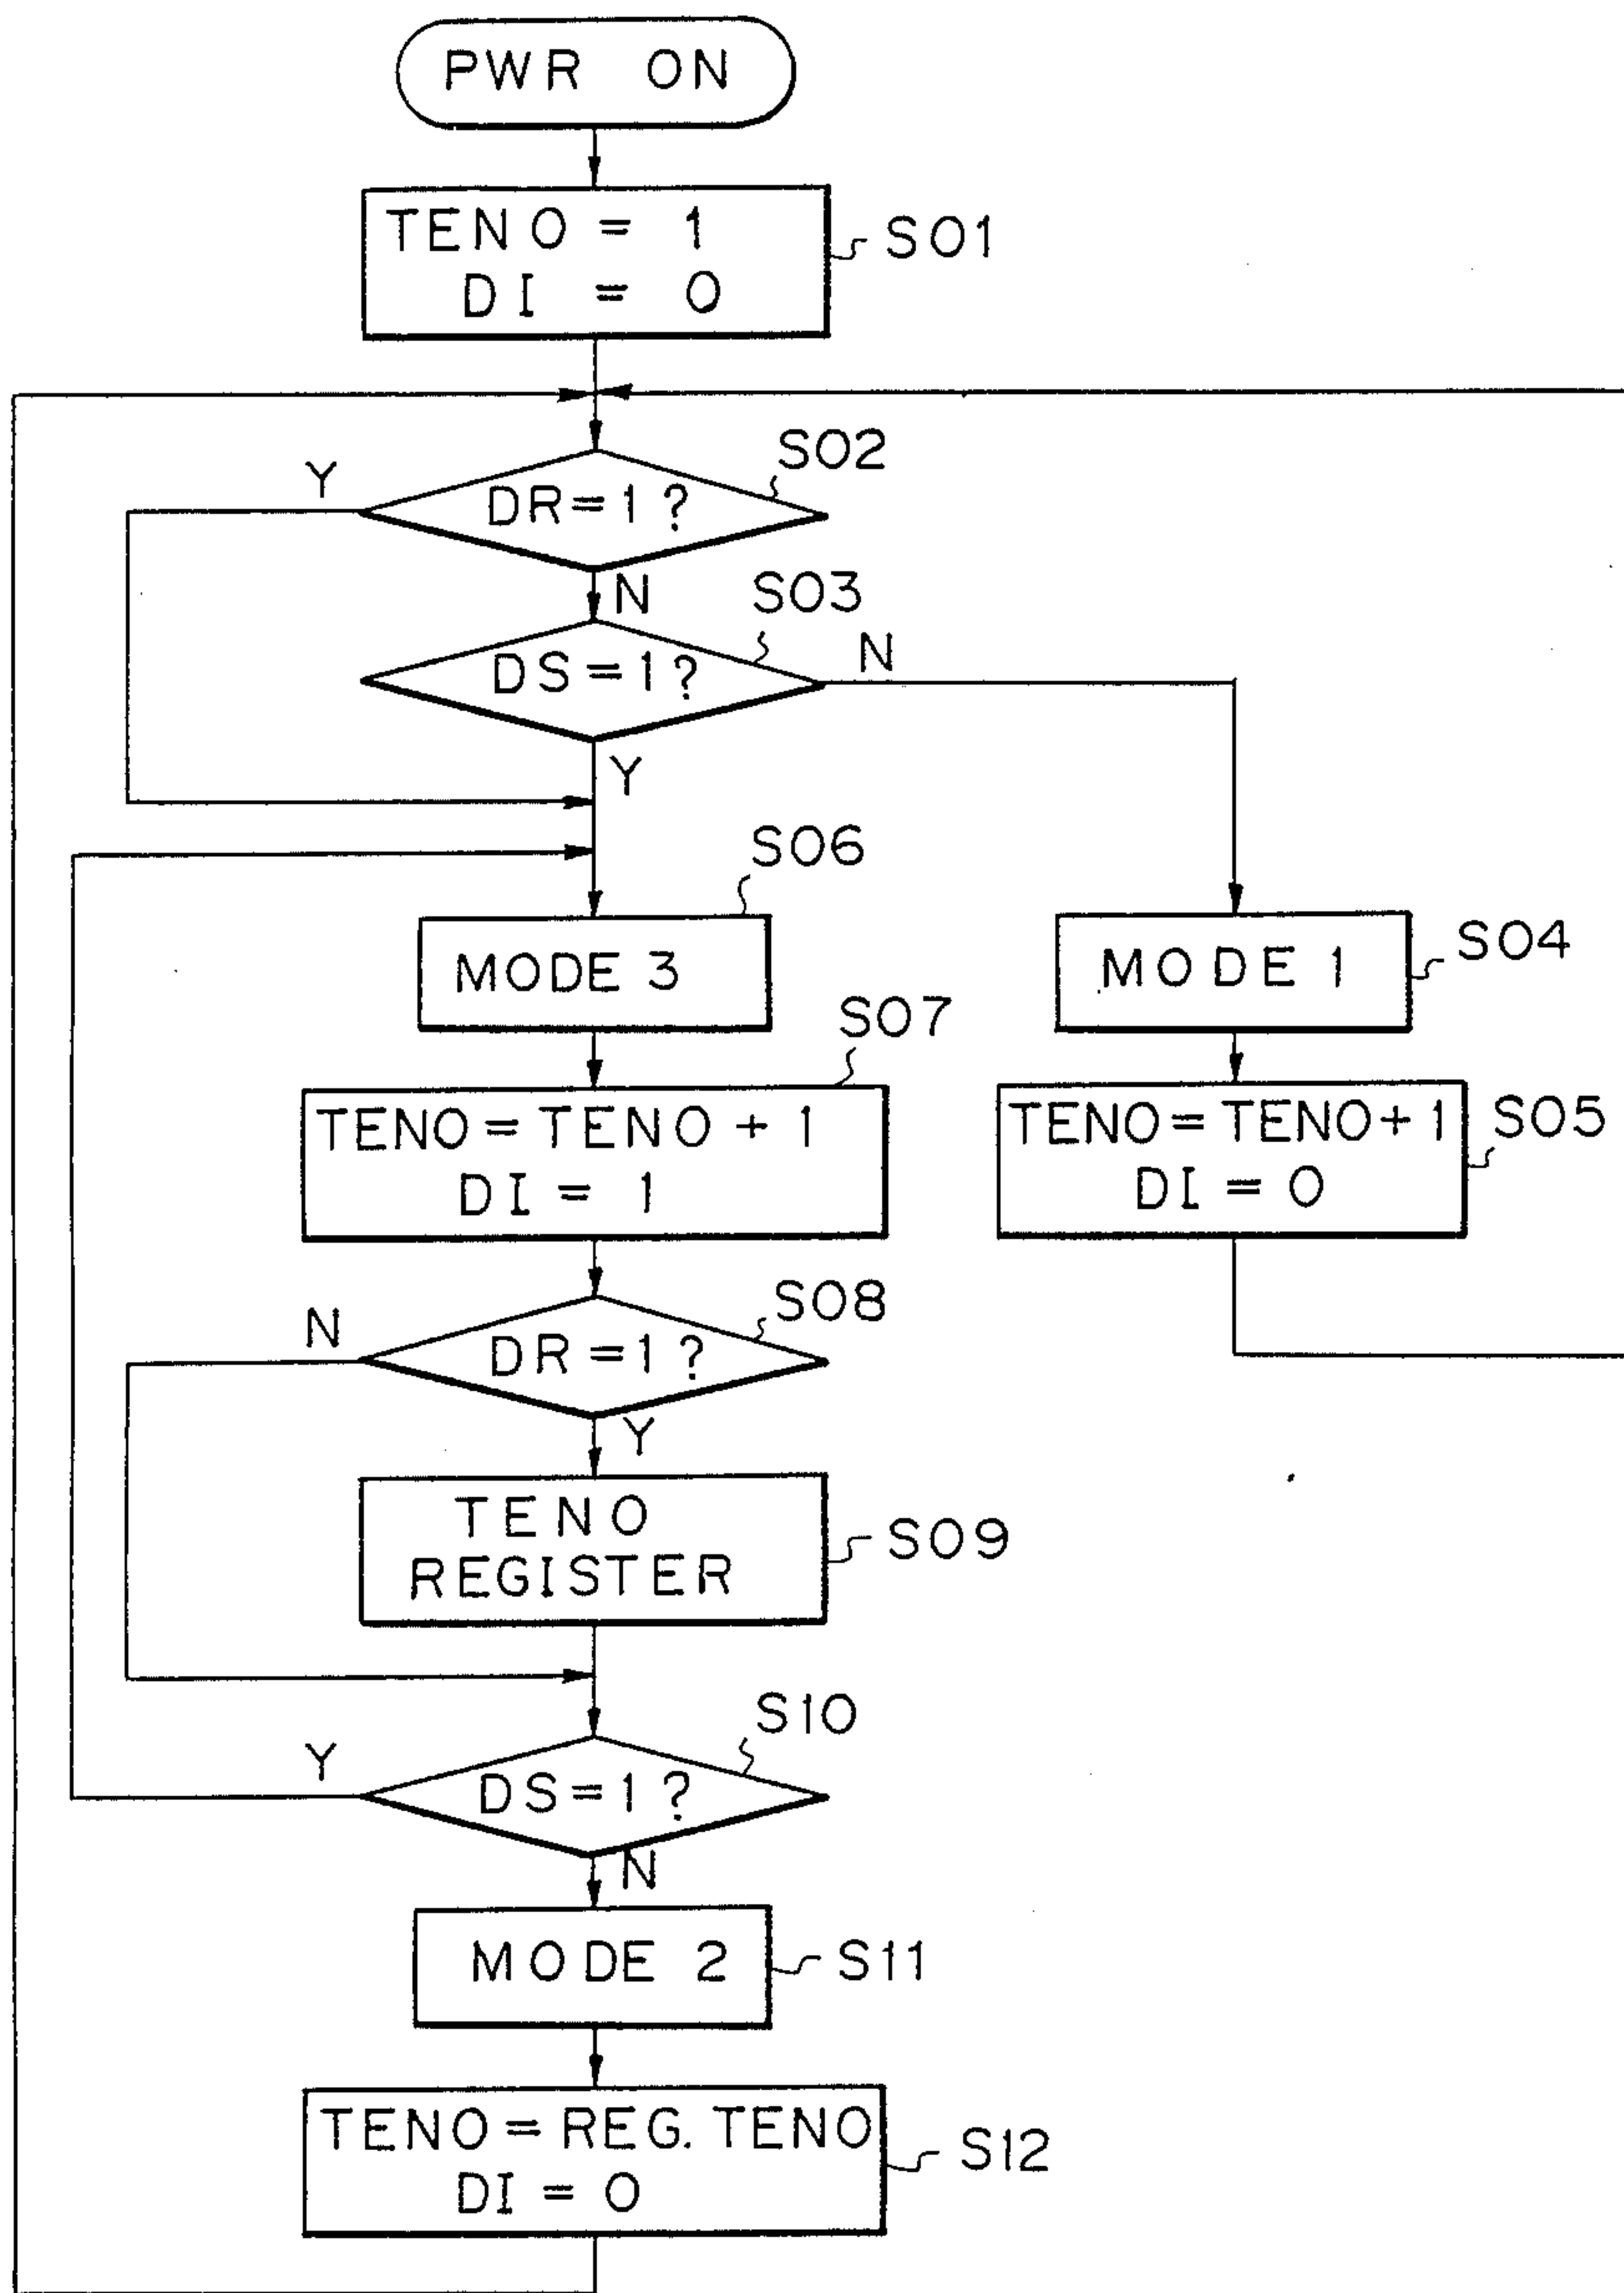 PWR ON
TENO = 1
DI = 0
S01
S02
Y
DR=1?
N
S03
DS=1?
N
Y
S06
MODE 3
S04
MODE 1
S07
TENO=TENO+1
DI=1
S05
TENO=TENO+1
DI=0
S08
N
DR=1?
Y
TENO
REGISTER
S09
S10
Y
DS=1?
N
MODE 2
S11
TENO=REG. TENO
DI=0
S12